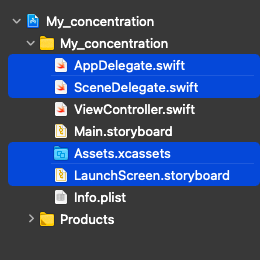 My_concentration
My_concentration
AppDelegate.swift
SceneDelegate.swift
ViewController.swift
Main.storyboard
Assets.xcassets
LaunchScreen.storyboard
Info.plist
Products